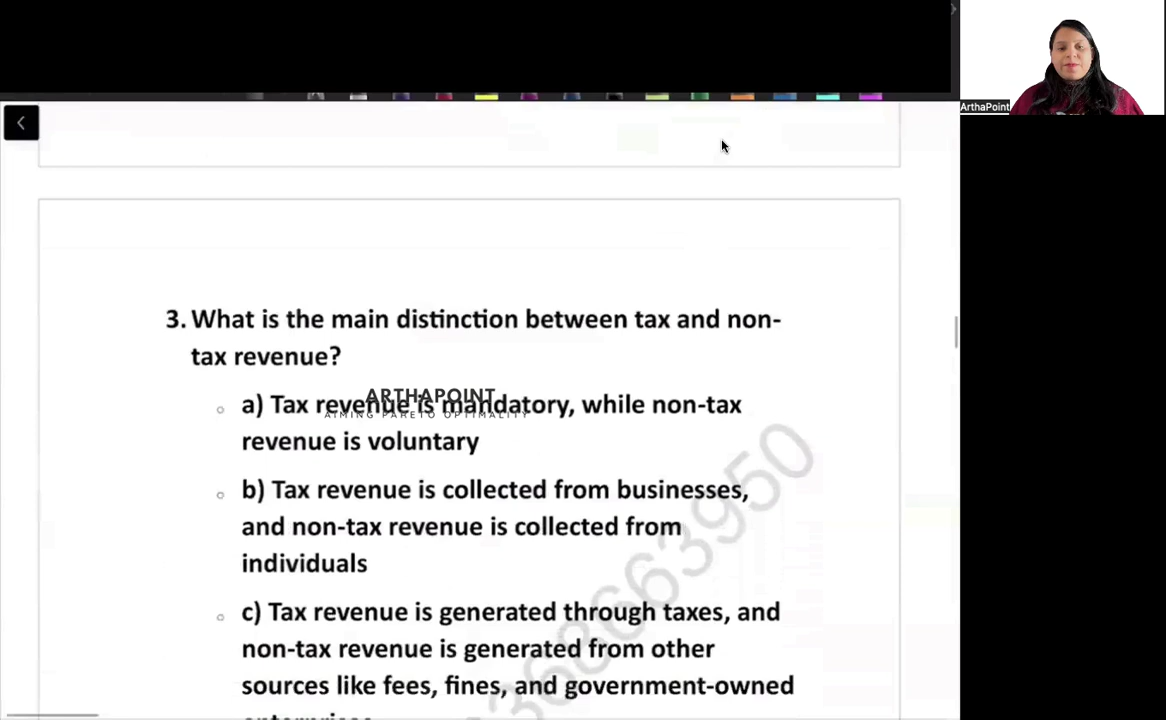 ArthaPoint
3. What is the main distinction between tax and non-
tax revenue?
ARTHAPOINT
AIMING PARETO OPTIMALITY
a) Tax revenue is mandatory, while non-tax
revenue is voluntary
b) Tax revenue is collected from businesses,
and non-tax revenue is collected from
individuals
c) Tax revenue is generated through taxes, and
non-tax revenue is generated from other
sources like fees, fines, and government-owned